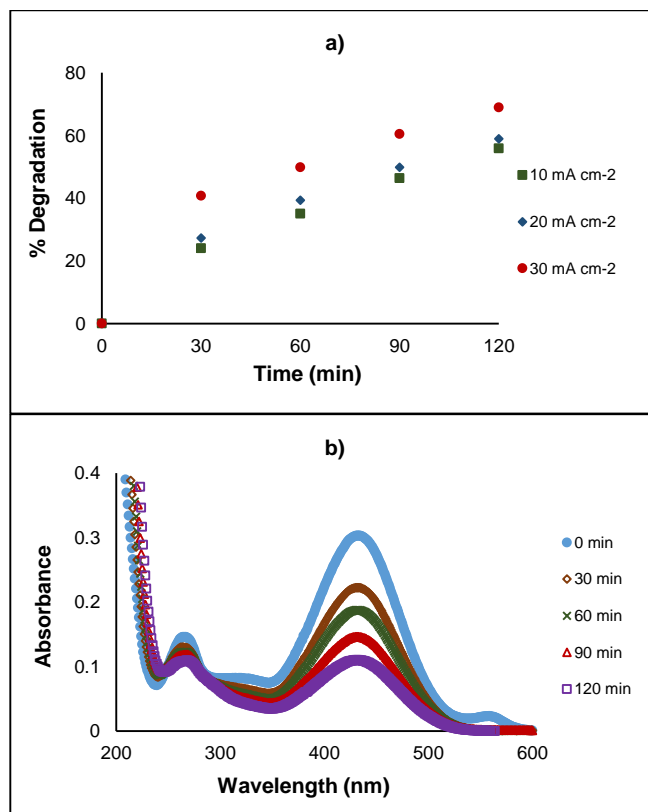 a)
% Degradation
80
60
40
20
0
0 30 60 90 120
Time (min)
10 mA cm-2
20 mA cm-2
30 mA cm-2
b)
Absorbance
0.4
0.3
0.2
0.1
0
200 300 400 500 600
Wavelength (nm)
0 min
30 min
60 min
90 min
120 min